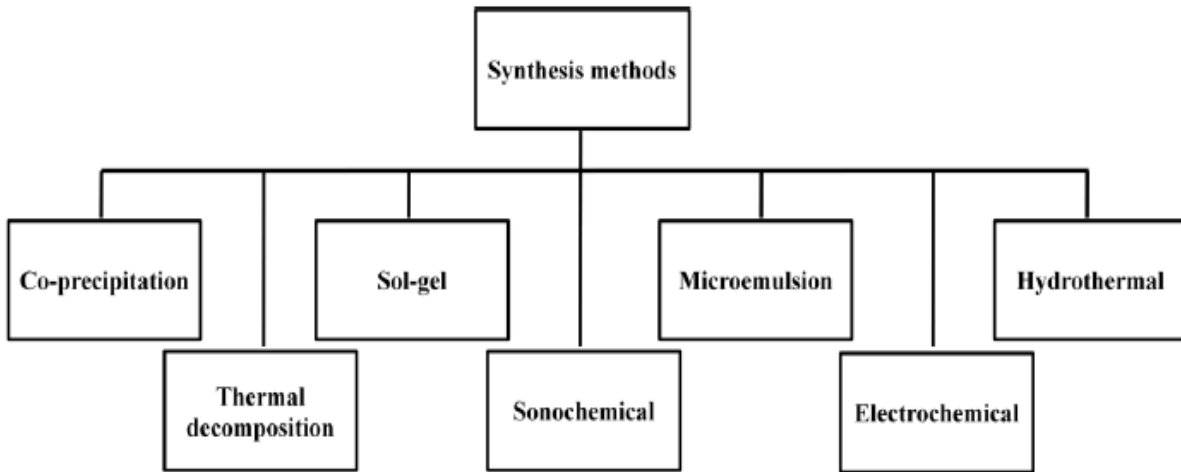 Synthesis methods
Co-precipitation
Sol-gel
Microemulsion
Hydrothermal
Thermal
decomposition
Sonochemical
Electrochemical